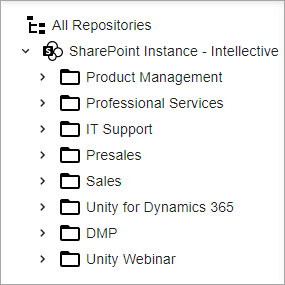 All Repositories
SharePoint Instance - Intellective
Product Management
Professional Services
IT Support
Presales
Sales
Unity for Dynamics 365
DMP
Unity Webinar